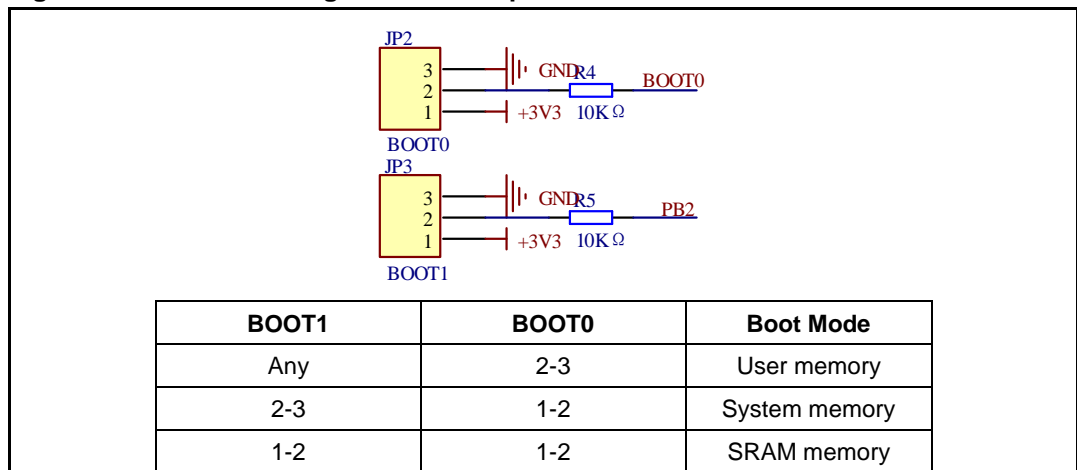 JP2
3 GND R4 BOOT0
2
1 +3V3 10K Ω
BOOT0
JP3
3 GND R5 PB2
2
1 +3V3 10K Ω
BOOT1
BOOT1 BOOT0 Boot Mode
Any 2-3 User memory
2-3 1-2 System memory
1-2 1-2 SRAM memory